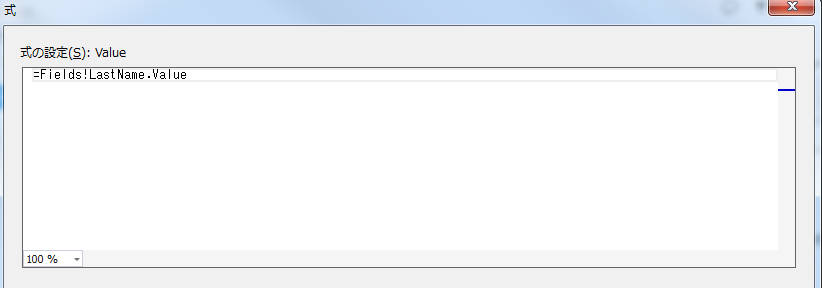 式
式の設定(S): Value
=Fields!LastName.Value
100 %